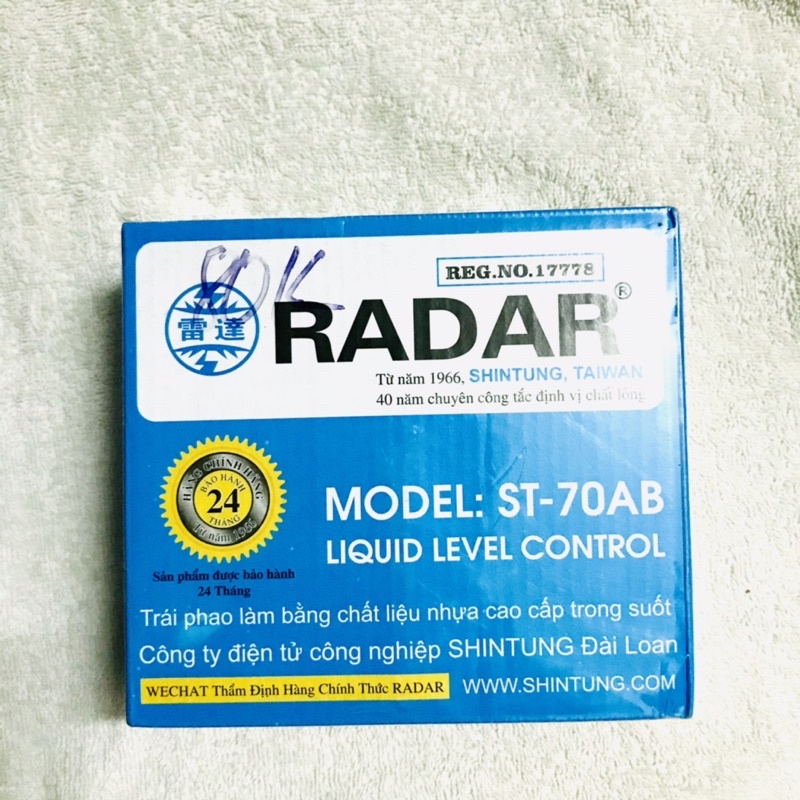 80K
REG.NO.17778
雷達
RADAR®
Từ năm 1966, SHINTUNG, TAIWAN
40 năm chuyên công tắc định vị chất lỏng
HÀNG CHÍNH HÃNG
BẢO HÀNH
24
THÁNG
Từ năm 1966
Sản phẩm được bảo hành
24 Tháng
MODEL: ST-70AB
LIQUID LEVEL CONTROL
Trái phao làm bằng chất liệu nhựa cao cấp trong suốt
Công ty điện tử công nghiệp SHINTUNG Đài Loan
WECHAT Thẩm Định Hàng Chính Thức RADAR
WWW.SHINTUNG.COM